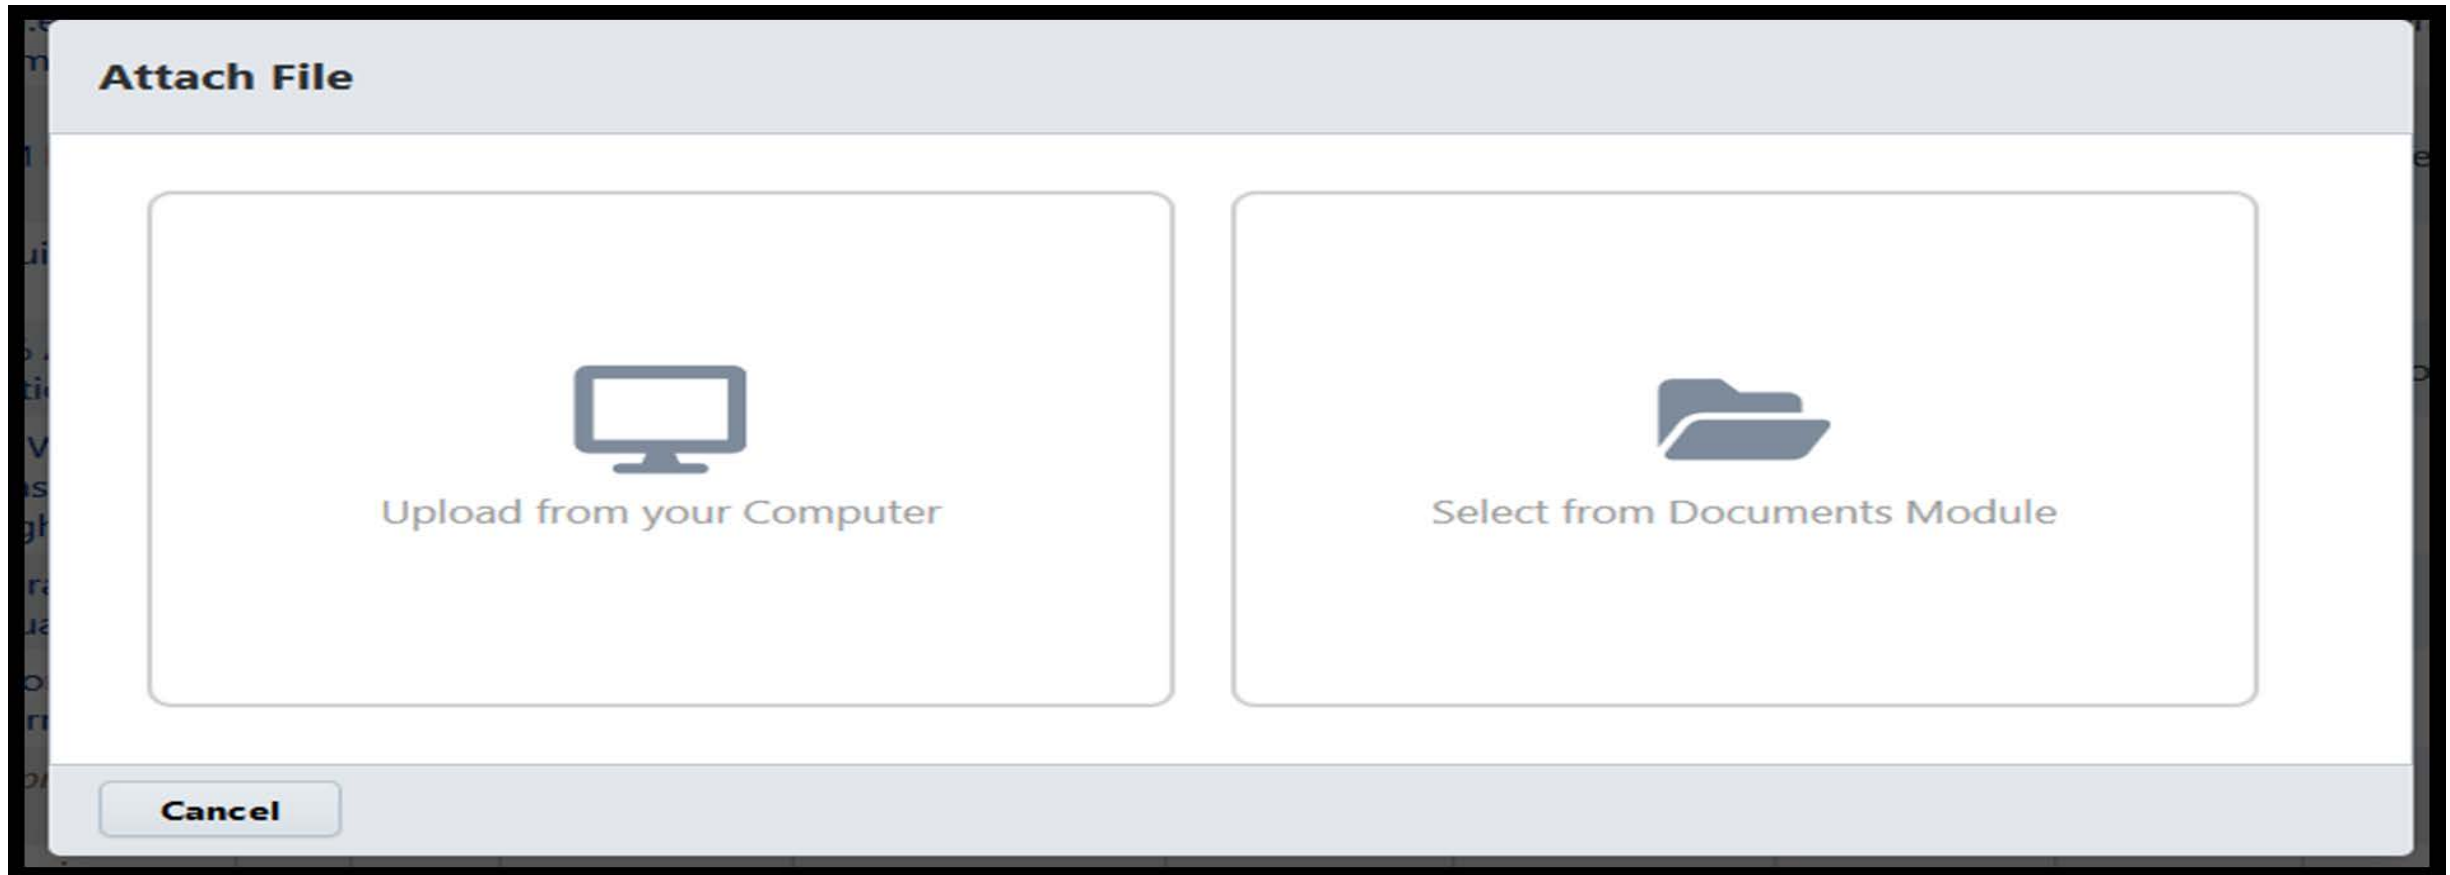 Attach File
Upload from your Computer
Select from Documents Module
Cancel